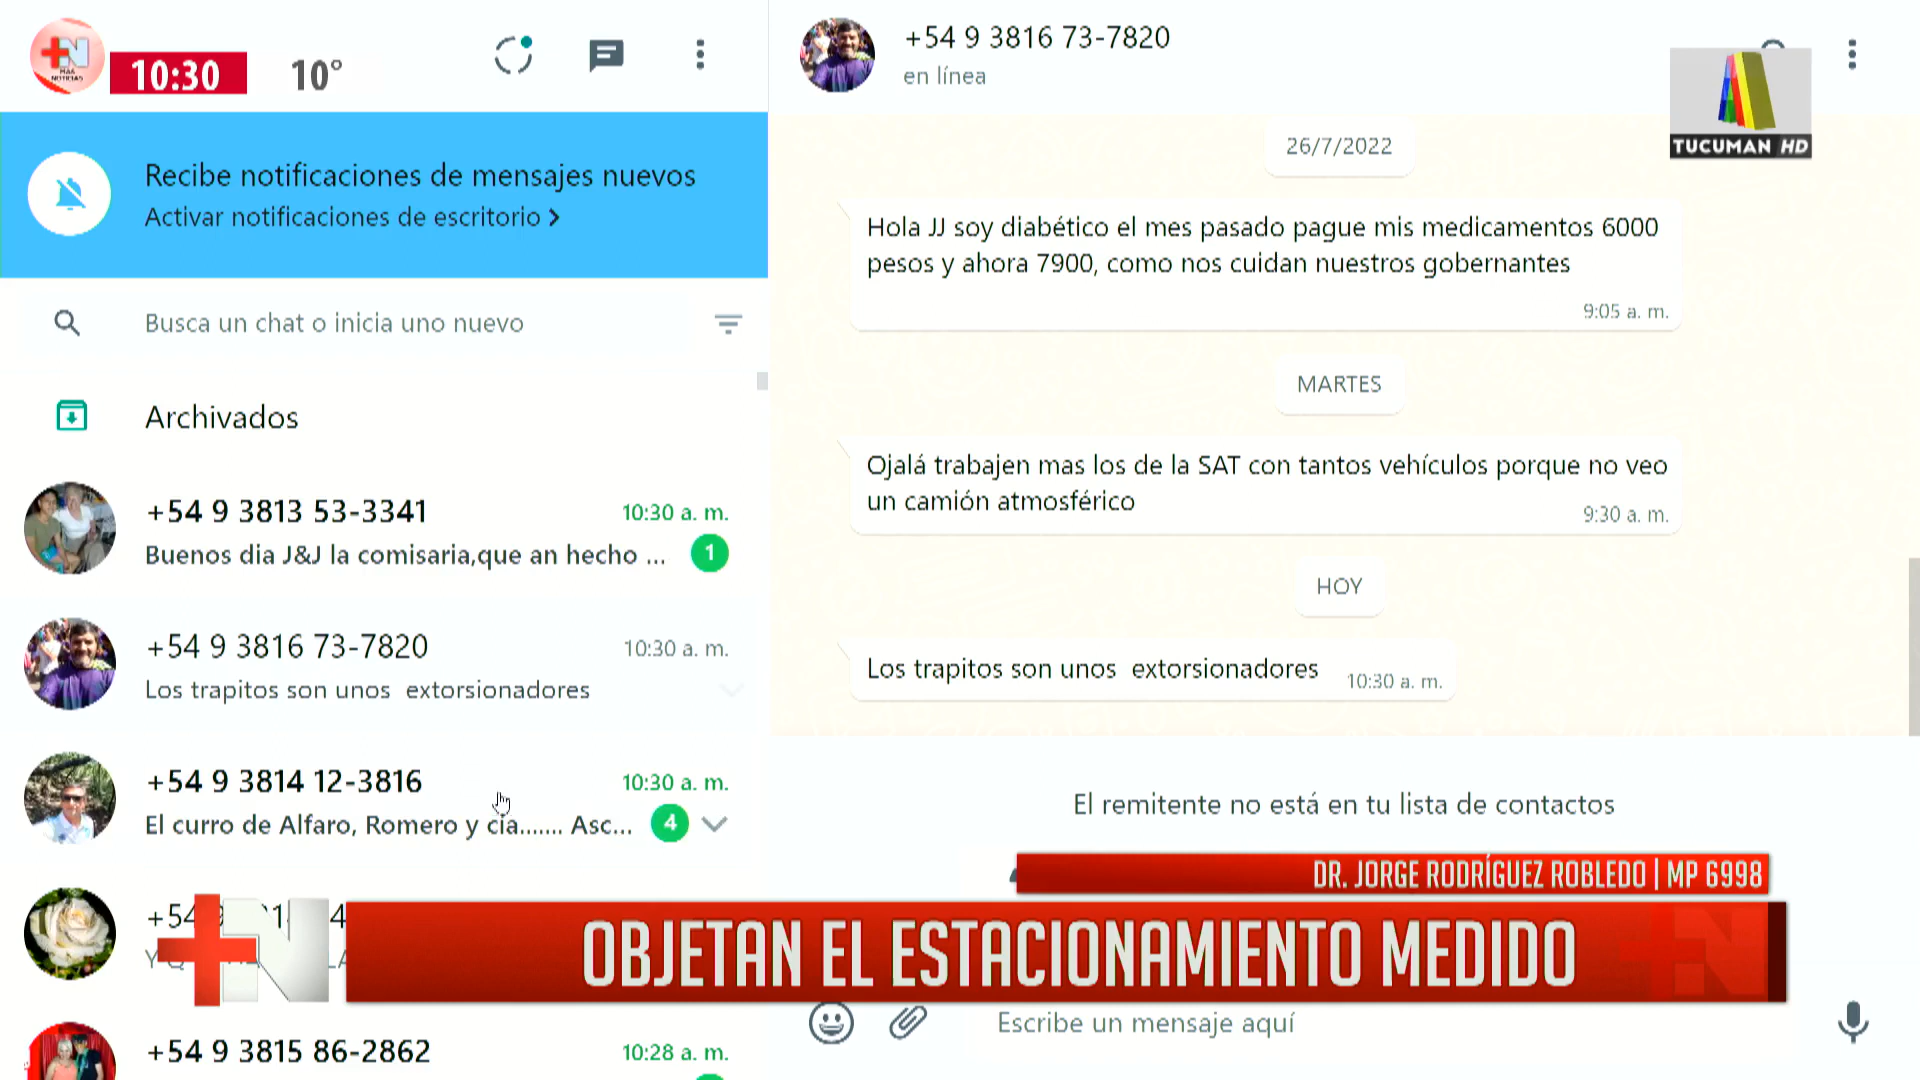 MÁS
NOTICIAS
10:30
10°
Recibe notificaciones de mensajes nuevos
Activar notificaciones de escritorio
Busca un chat o inicia uno nuevo
Archivados
+54 9 3813 53-3341
10:30 a. m.
Buenos dia J&J la comisaria,que an hecho ...
1
+54 9 3816 73-7820
10:30 a. m.
Los trapitos son unos extorsionadores
+54 9 3814 12-3816
10:30 a. m.
El curro de Alfaro, Romero y cía....... Asc...
4
+54
+N
+54 9 3815 86-2862
10:28 a. m.
+54 9 3816 73-7820
en línea
TUCUMAN HD
26/7/2022
Hola JJ soy diabético el mes pasado pague mis medicamentos 6000
pesos y ahora 7900, como nos cuidan nuestros gobernantes
9:05 a. m.
MARTES
Ojalá trabajen mas los de la SAT con tantos vehículos porque no veo
un camión atmosférico
9:30 a. m.
HOY
Los trapitos son unos extorsionadores
10:30 a. m.
El remitente no está en tu lista de contactos
DR. JORGE RODRÍGUEZ ROBLEDO | MP 6998
OBJETAN EL ESTACIONAMIENTO MEDIDO
Escribe un mensaje aquí